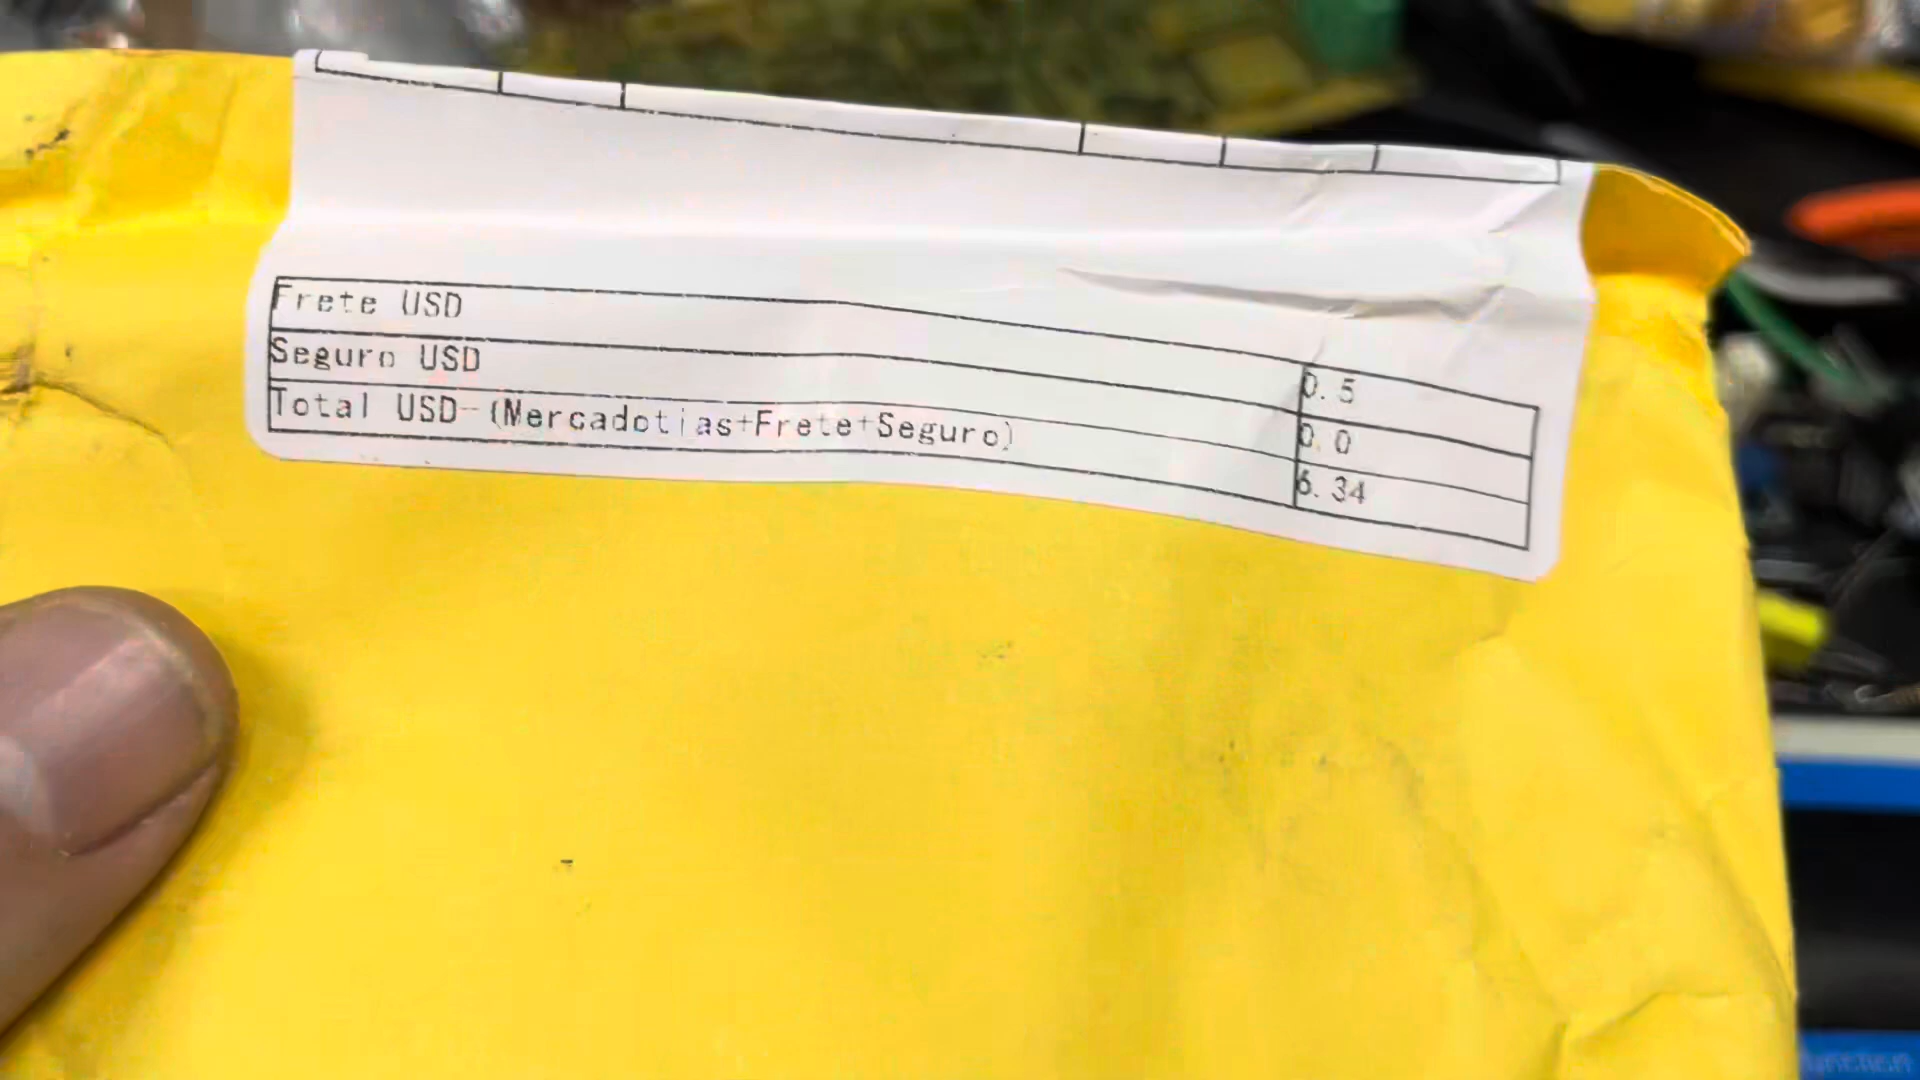 Frete USD 0.5
Seguro USD 0.0
Total USD-(Mercadotias+Frete+Seguro) 6.34